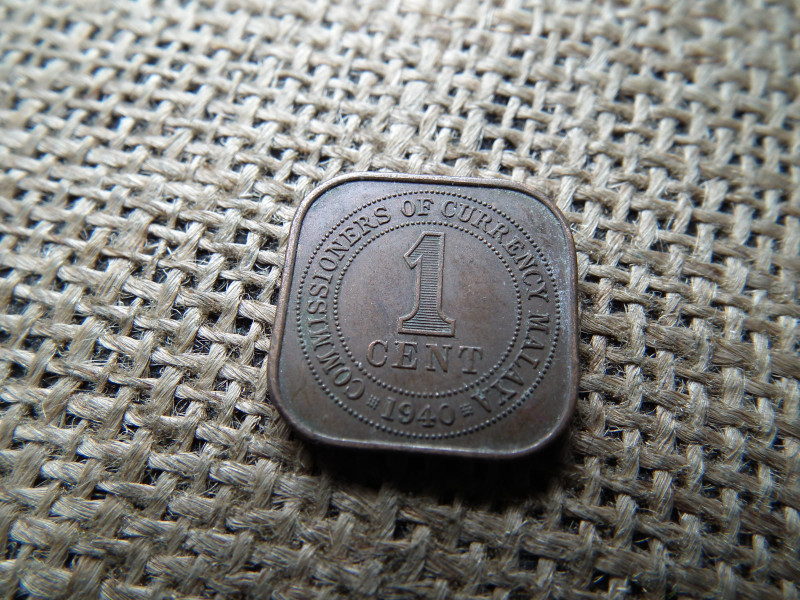 COMMISSIONERS OF CURRENCY MALAYA
1
CENT
1940